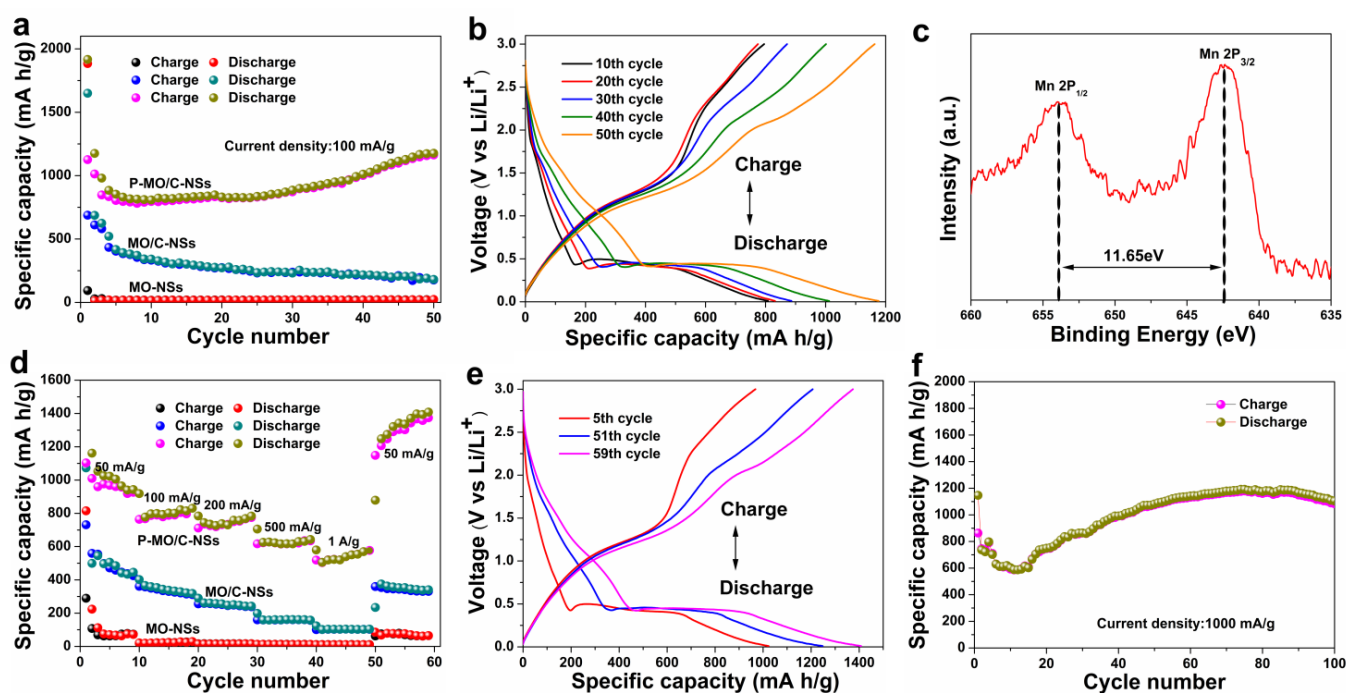 a
Specific capacity (mA h/g)
2000
1500
1000
500
0
Charge Discharge
Charge Discharge
Charge Discharge
Current density:100 mA/g
P-MO/C-NSs
MO/C-NSs
MO-NSs
0 10 20 30 40 50
Cycle number
b
Voltage (V vs Li/Li+)
3.0
2.5
2.0
1.5
1.0
0.5
0.0
10th cycle
20th cycle
30th cycle
40th cycle
50th cycle
Charge
Discharge
0 200 400 600 800 1000 1200
Specific capacity (mA h/g)
c
Intensity (a.u.)
Mn 2P1/2
Mn 2P3/2
11.65eV
660 655 650 645 640 635
Binding Energy (eV)
d
Specific capacity (mA h/g)
1600
1400
1200
1000
800
600
400
200
0
Charge Discharge
Charge Discharge
Charge Discharge
50 mA/g
100 mA/g
200 mA/g
500 mA/g
1 A/g
50 mA/g
P-MO/C-NSs
MO/C-NSs
MO-NSs
0 10 20 30 40 50 60
Cycle number
e
Voltage (V vs Li/Li+)
3.0
2.5
2.0
1.5
1.0
0.5
0.0
5th cycle
51th cycle
59th cycle
Charge
Discharge
0 200 400 600 800 1000 1200 1400
Specific capacity (mA h/g)
f
Specific capacity (mA h/g)
2000
1800
1600
1400
1200
1000
800
600
400
200
0
Charge
Discharge
Current density:1000 mA/g
0 20 40 60 80 100
Cycle number